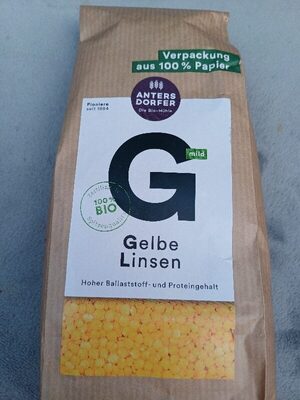 Verpackung
aus 100% Papier
Pioniere
seit 1884
ANTERS
DORFER
Die Bio-Mühle
G
mild
100%
BIO
Gelbe
Linsen
Hoher Ballaststoff- und Proteingehalt